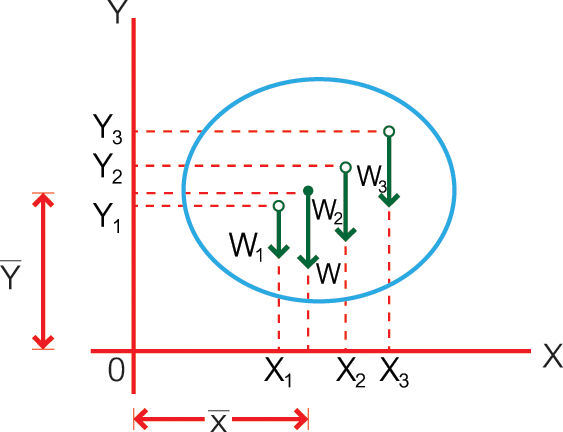 Y
Y₃
Y₂
Y₁
W₃
W₂
W₁
W
Y̅
0
X₁
X₂
X₃
X
x̅